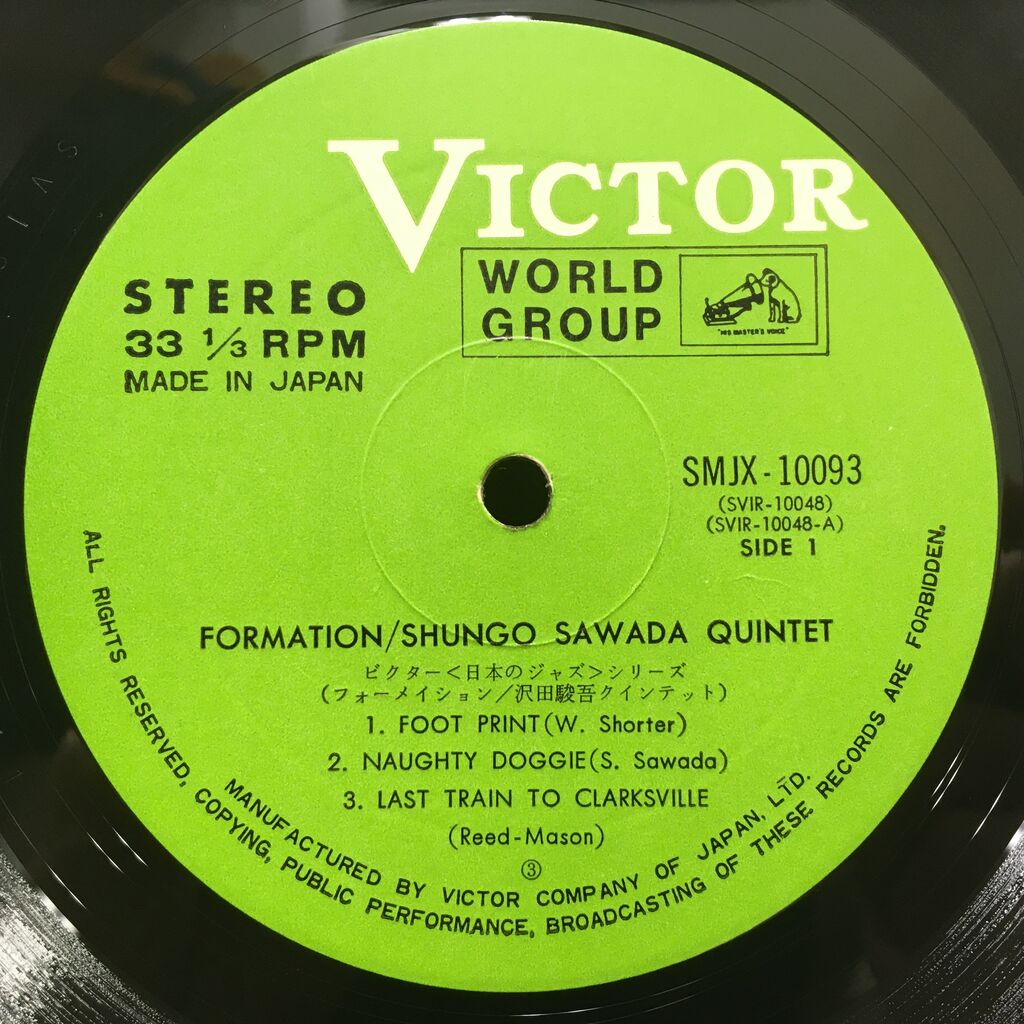 VICTOR
WORLD
GROUP
"HIS MASTER'S VOICE"
STEREO
33 ⅓ RPM
MADE IN JAPAN
SMJX-10093
(SVIR-10048)
(SVIR-10048-A)
SIDE 1
FORMATION/SHUNGO SAWADA QUINTET
ビクター<日本のジャズ>シリーズ
(フォーメイション/沢田駿吾クインテット)
1. FOOT PRINT(W. Shorter)
2. NAUGHTY DOGGIE(S. Sawada)
3. LAST TRAIN TO CLARKSVILLE
(Reed-Mason)
③
MANUFACTURED BY VICTOR COMPANY OF JAPAN, LTD.
ALL RIGHTS RESERVED, COPYING, PUBLIC PERFORMANCE, BROADCASTING OF THESE RECORDS ARE FORBIDDEN.